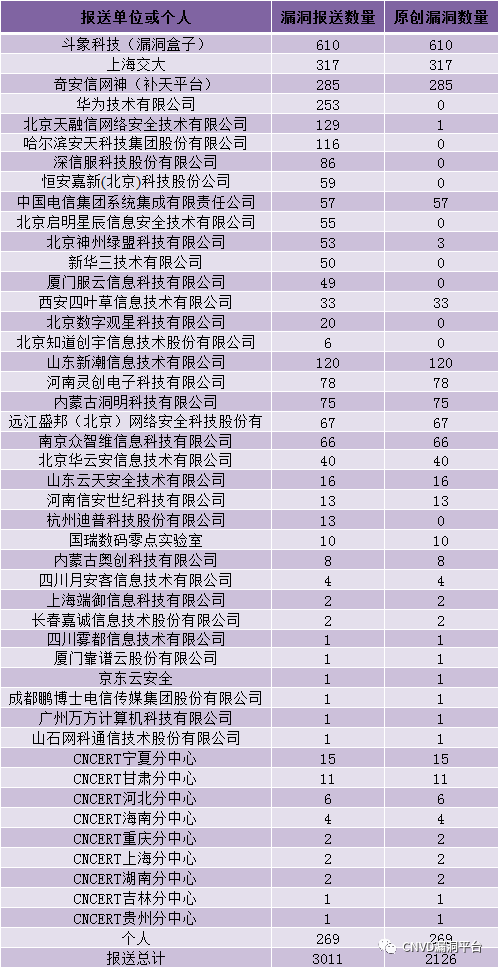 报送单位或个人 漏洞报送数量 原创漏洞数量
斗象科技（漏洞盒子） 610 610
上海交大 317 317
奇安信网神（补天平台） 285 285
华为技术有限公司 253 0
北京天融信网络安全技术有限公司 129 1
哈尔滨安天科技集团股份有限公司 116 0
深信服科技股份有限公司 86 0
恒安嘉新(北京)科技股份公司 59 0
中国电信集团系统集成有限责任公司 57 57
北京启明星辰信息安全技术有限公司 55 0
北京神州绿盟科技有限公司 53 3
新华三技术有限公司 50 0
厦门服云信息科技有限公司 49 0
西安四叶草信息技术有限公司 33 33
北京数字观星科技有限公司 20 0
北京知道创宇信息技术股份有限公司 6 0
山东新潮信息技术有限公司 120 120
河南灵创电子科技有限公司 78 78
内蒙古洞明科技有限公司 75 75
远江盛邦（北京）网络安全科技股份有 67 67
南京众智维信息科技有限公司 66 66
北京华云安信息技术有限公司 40 40
山东云天安全技术有限公司 16 16
河南信安世纪科技有限公司 13 13
杭州迪普科技股份有限公司 13 0
国瑞数码零点实验室 10 10
内蒙古奥创科技有限公司 8 8
四川月安客信息技术有限公司 4 4
上海端御信息科技有限公司 2 2
长春嘉诚信息技术股份有限公司 2 2
四川雾都信息技术有限公司 1 1
厦门靠谱云股份有限公司 1 1
京东云安全 1 1
成都鹏博士电信传媒集团股份有限公司 1 1
广州万方计算机科技有限公司 1 1
山石网科通信技术股份有限公司 1 1
CNCERT宁夏分中心 15 15
CNCERT甘肃分中心 11 11
CNCERT河北分中心 6 6
CNCERT海南分中心 4 4
CNCERT重庆分中心 2 2
CNCERT上海分中心 2 2
CNCERT湖南分中心 2 2
CNCERT吉林分中心 1 1
CNCERT贵州分中心 1 1
个人 269 269
报送总计 3011 2126
CNVD漏洞平台